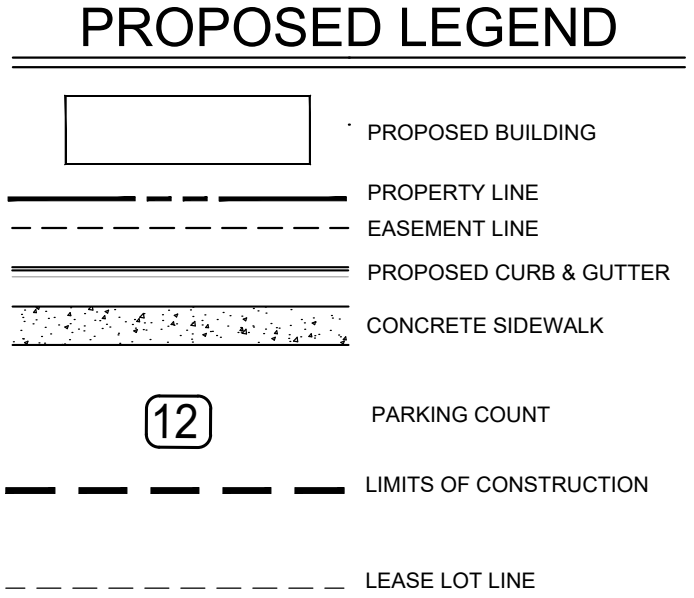 PROPOSED LEGEND
PROPOSED BUILDING
PROPERTY LINE
EASEMENT LINE
PROPOSED CURB & GUTTER
CONCRETE SIDEWALK
12 PARKING COUNT
LIMITS OF CONSTRUCTION
LEASE LOT LINE